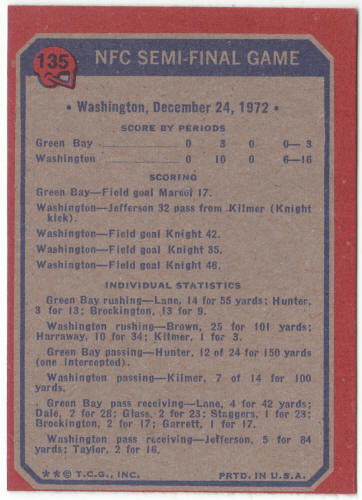 135
NFC SEMI-FINAL GAME
• Washington, December 24, 1972 •
SCORE BY PERIODS
Green Bay 0 3 0 0—3
Washington 0 10 0 6—16
SCORING
Green Bay—Field goal Marcol 17.
Washington—Jefferson 32 pass from Kilmer (Knight
kick).
Washington—Field goal Knight 42.
Washington—Field goal Knight 35.
Washington—Field goal Knight 46.
INDIVIDUAL STATISTICS
Green Bay rushing—Lane, 14 for 55 yards; Hunter,
3 for 13; Brockington, 13 for 9.
Washington rushing—Brown, 25 for 101 yards;
Harraway, 10 for 34; Kilmer, 1 for 3.
Green Bay passing—Hunter, 12 of 24 for 150 yards
(one intercepted).
Washington passing—Kilmer, 7 of 14 for 100
yards.
Green Bay pass receiving—Lane, 4 for 42 yards;
Dale, 2 for 28; Glass, 2 for 23; Staggers, 1 for 23;
Brockington, 2 for 17; Garrett, 1 for 17.
Washington pass receiving—Jefferson, 5 for 84
yards; Taylor, 2 for 16.
**© T.C.G., INC. PRTD. IN U.S.A.